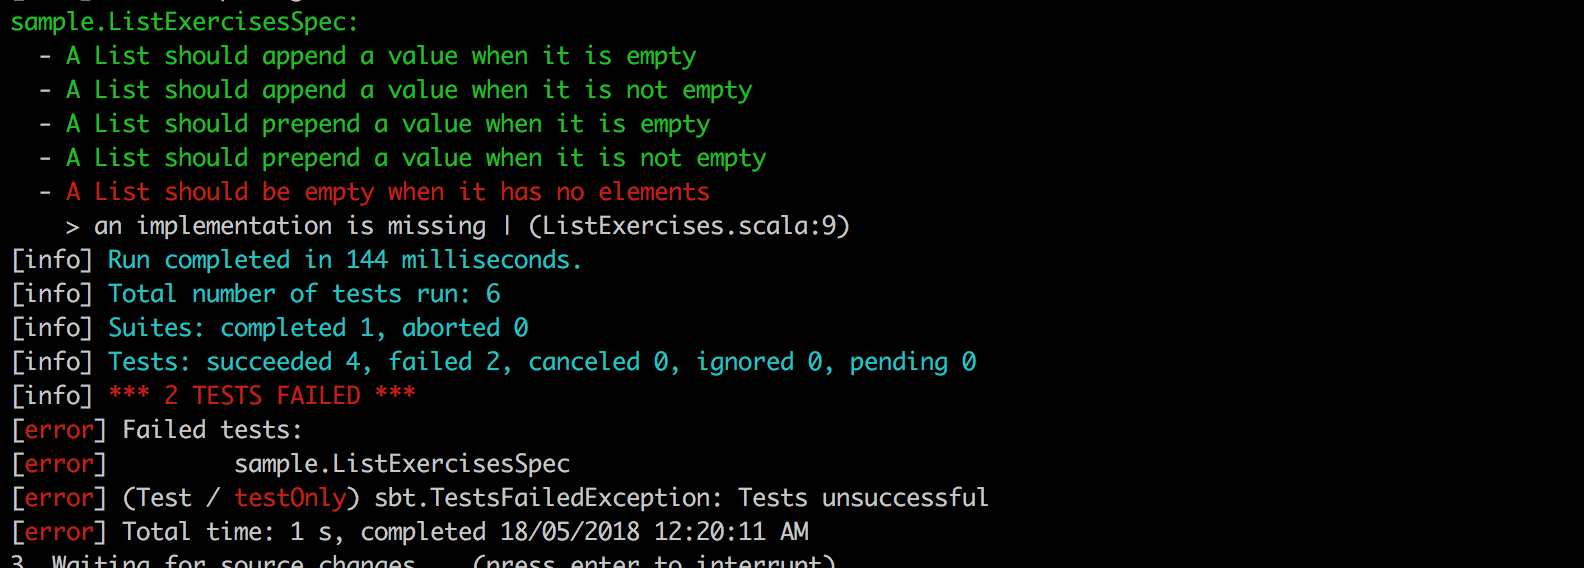 sample.ListExercisesSpec:
- A List should append a value when it is empty
- A List should append a value when it is not empty
- A List should prepend a value when it is empty
- A List should prepend a value when it is not empty
- A List should be empty when it has no elements
> an implementation is missing | (ListExercises.scala:9)
[info] Run completed in 144 milliseconds.
[info] Total number of tests run: 6
[info] Suites: completed 1, aborted 0
[info] Tests: succeeded 4, failed 2, canceled 0, ignored 0, pending 0
[info] *** 2 TESTS FAILED ***
[error] Failed tests:
[error] sample.ListExercisesSpec
[error] (Test / testOnly) sbt.TestsFailedException: Tests unsuccessful
[error] Total time: 1 s, completed 18/05/2018 12:20:11 AM
3. Waiting for source changes... (press enter to interrupt)